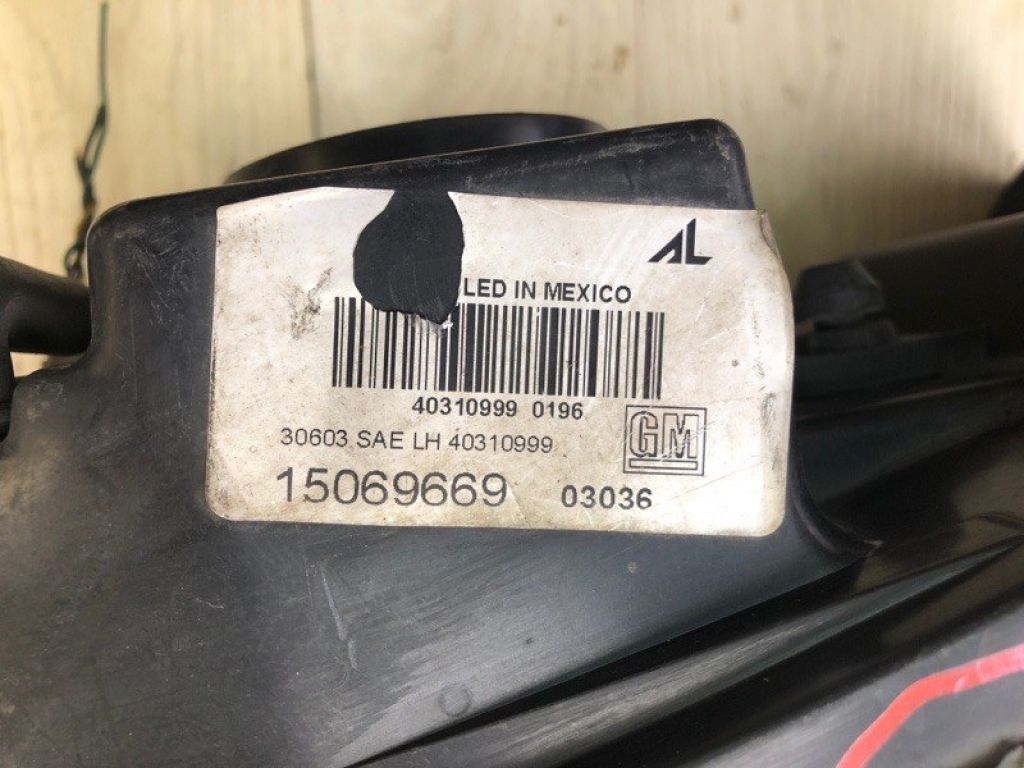 AL
LED IN MEXICO
40310999 0196
30603 SAE LH 40310999
GM
15069669 03036